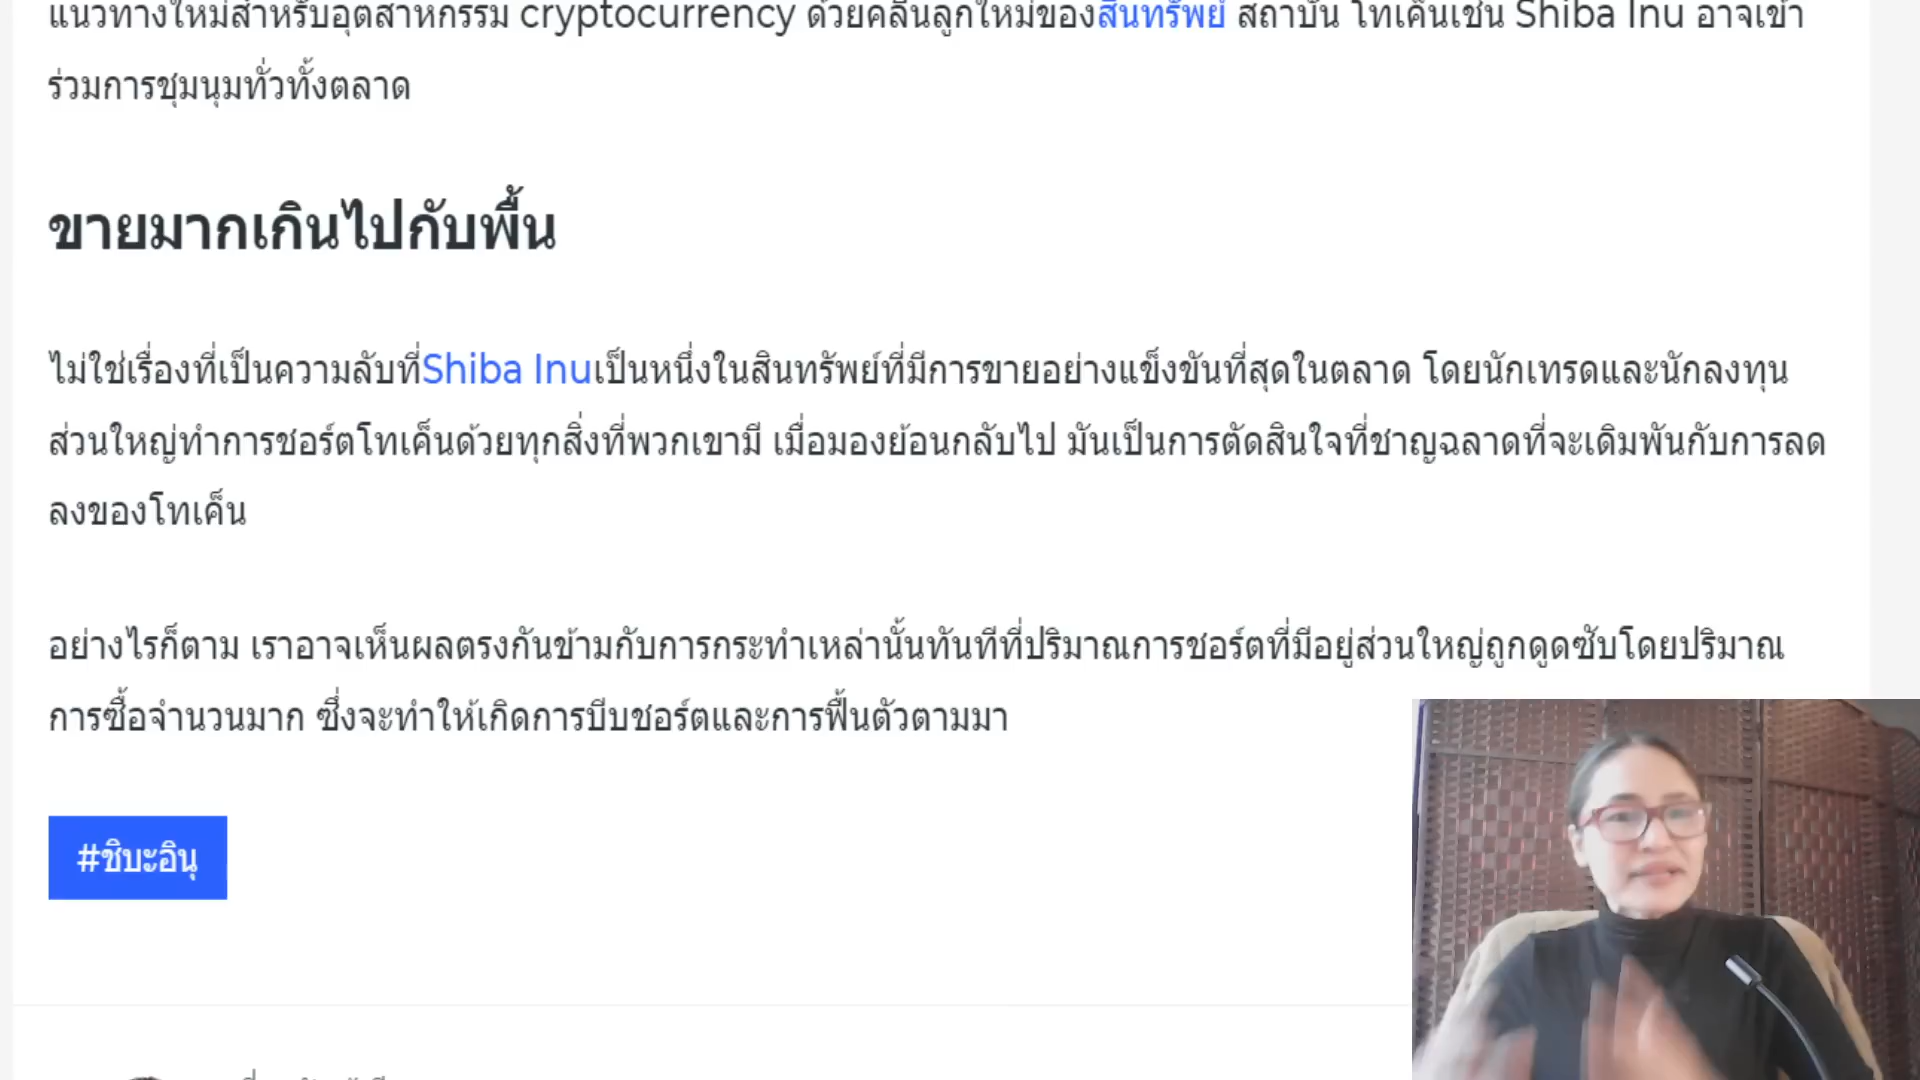 แนวทางใหม่สำหรับอุตสาหกรรม cryptocurrency ด้วยคลื่นลูกใหม่ของสินทรัพย์ สถาบัน โทเค็นเช่น Shiba Inu อาจเข้า
ร่วมการชุมนุมทั่วทั้งตลาด
ขายมากเกินไปกับพื้น
ไม่ใช่เรื่องที่เป็นความลับที่Shiba Inuเป็นหนึ่งในสินทรัพย์ที่มีการขายอย่างแข็งขันที่สุดในตลาด โดยนักเทรดและนักลงทุน
ส่วนใหญ่ทำการชอร์ตโทเค็นด้วยทุกสิ่งที่พวกเขามี เมื่อมองย้อนกลับไป มันเป็นการตัดสินใจที่ชาญฉลาดที่จะเดิมพันกับการลด
ลงของโทเค็น
อย่างไรก็ตาม เราอาจเห็นผลตรงกันข้ามกับการกระทำเหล่านั้นทันทีที่ปริมาณการชอร์ตที่มีอยู่ส่วนใหญ่ถูกดูดซับโดยปริมาณ
การซื้อจำนวนมาก ซึ่งจะทำให้เกิดการบีบชอร์ตและการฟื้นตัวตามมา
#ชิบะอินุ